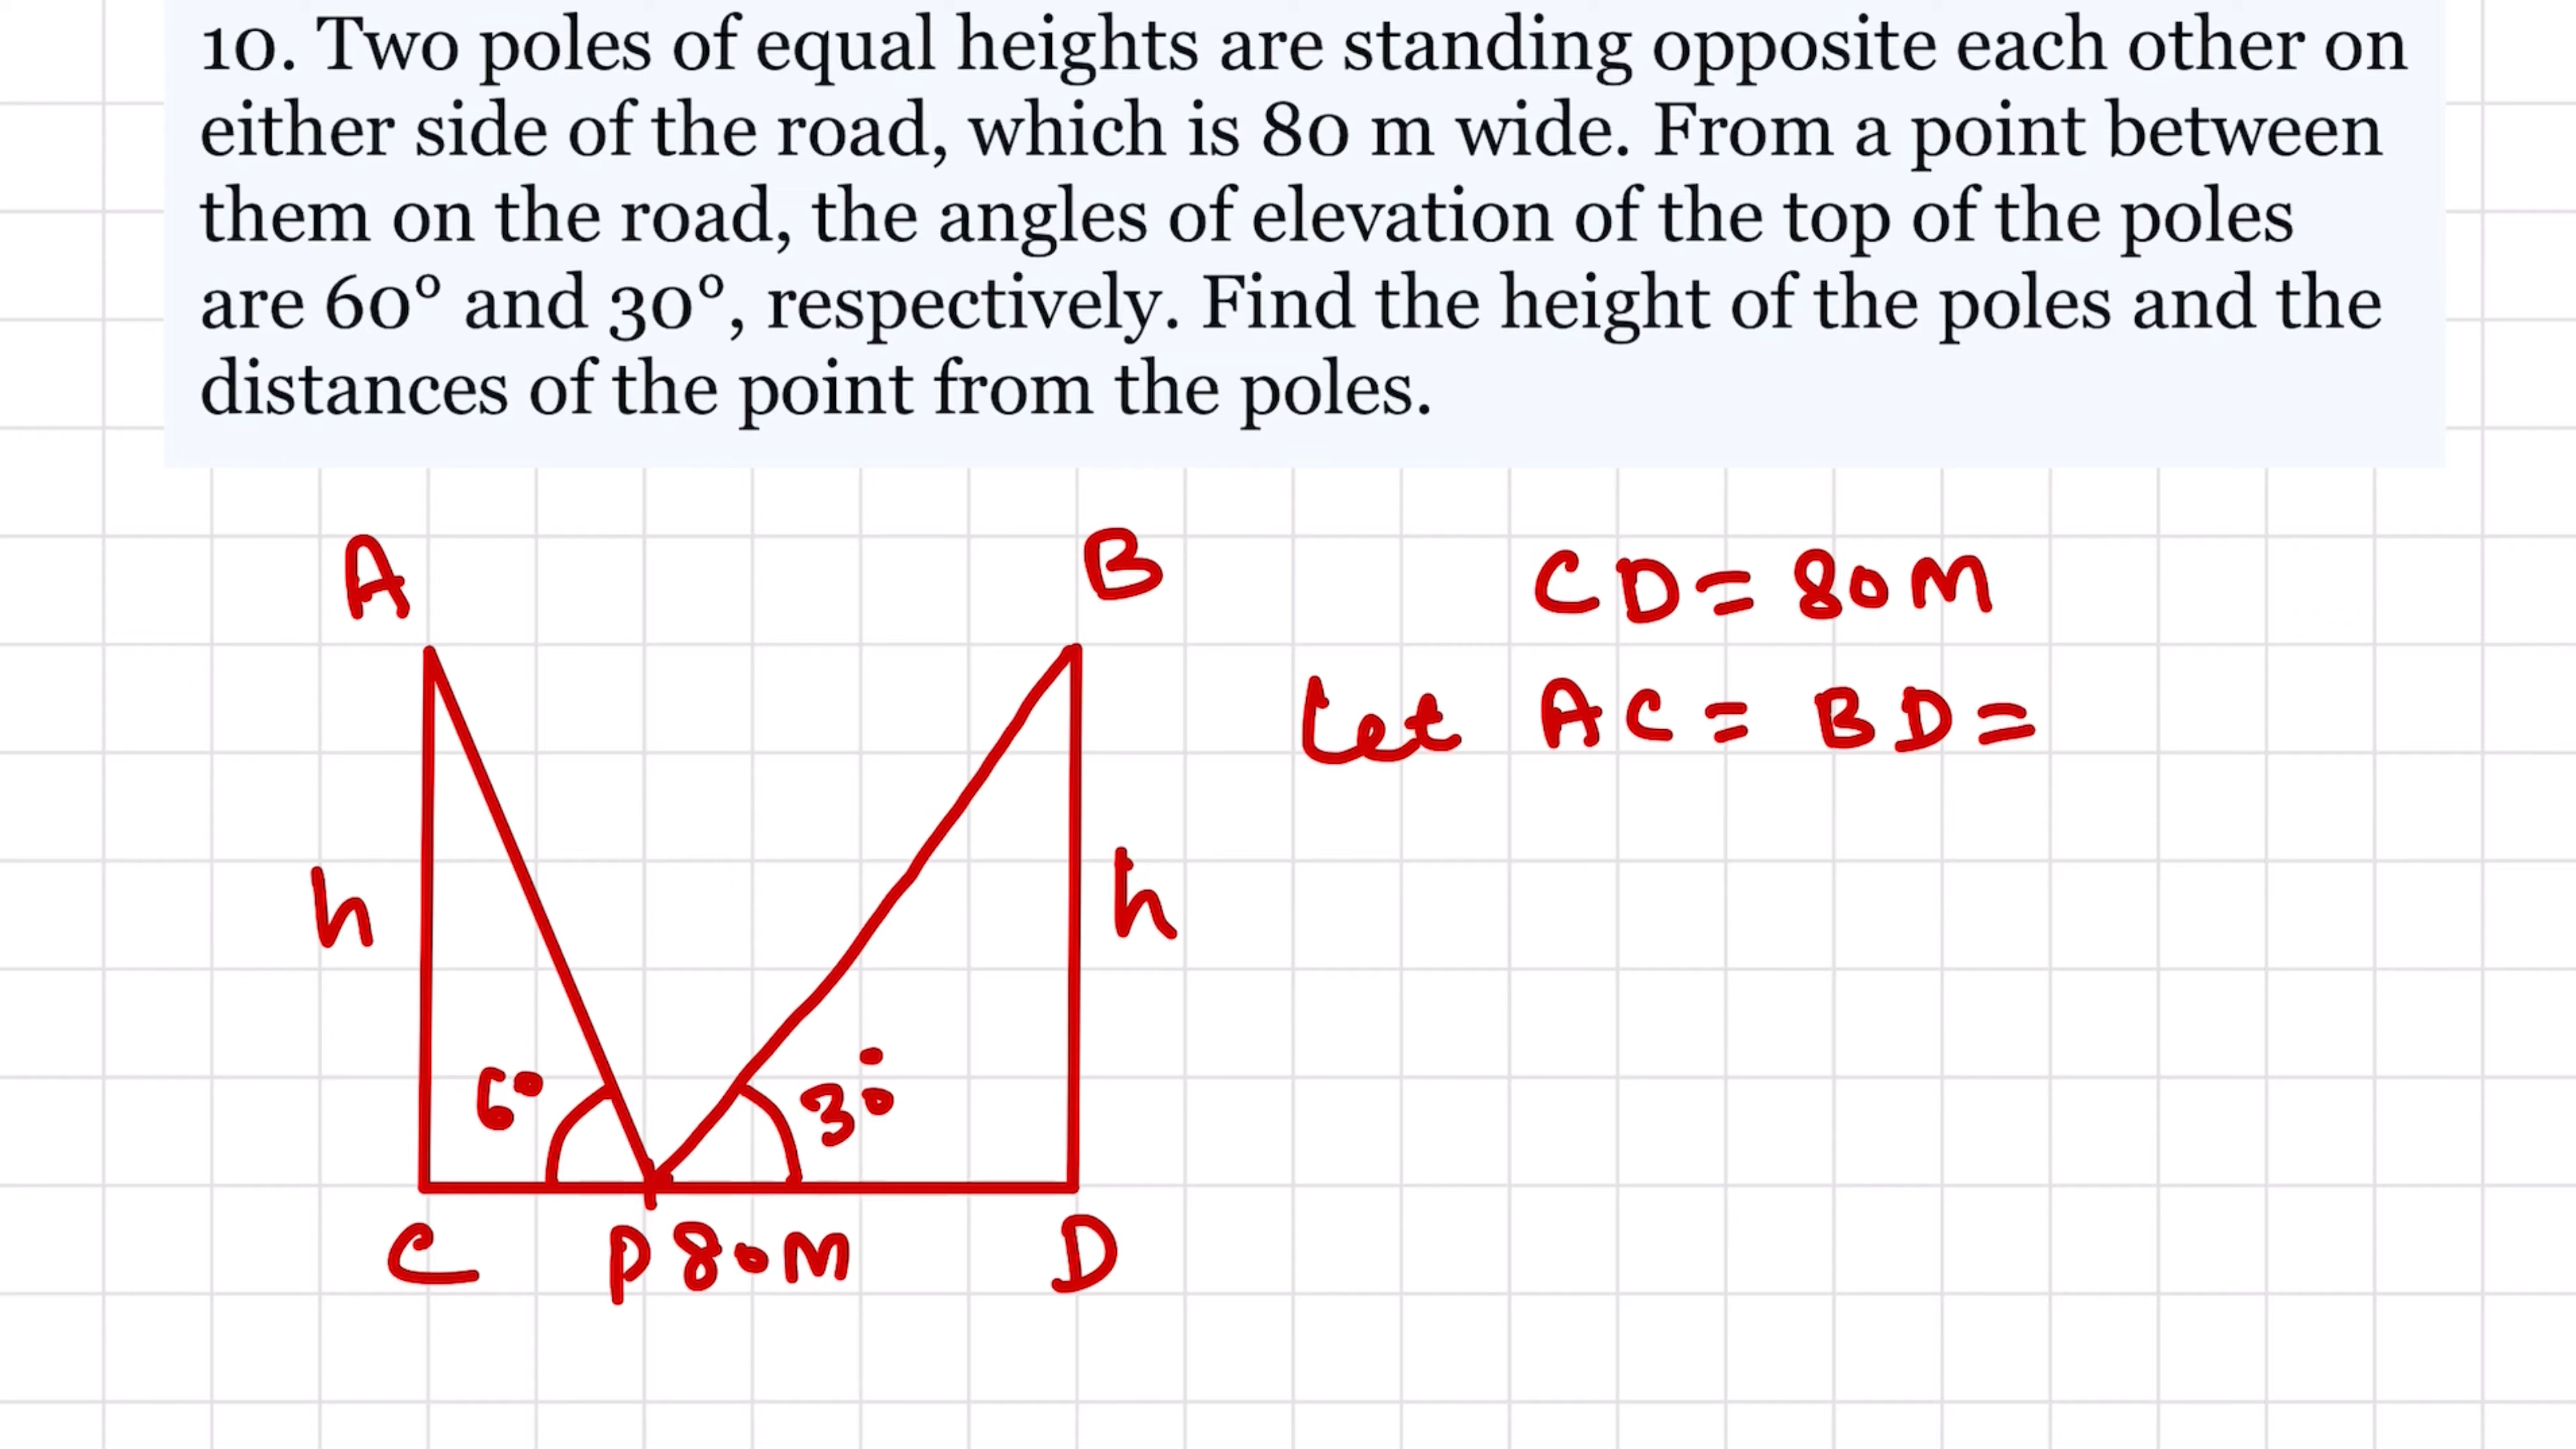 10. Two poles of equal heights are standing opposite each other on
either side of the road, which is 80 m wide. From a point between
them on the road, the angles of elevation of the top of the poles
are 60° and 30°, respectively. Find the height of the poles and the
distances of the point from the poles.
A
B
CD = 80M
Let AC = BD =
h
h
60
30°
C
P
80M
D